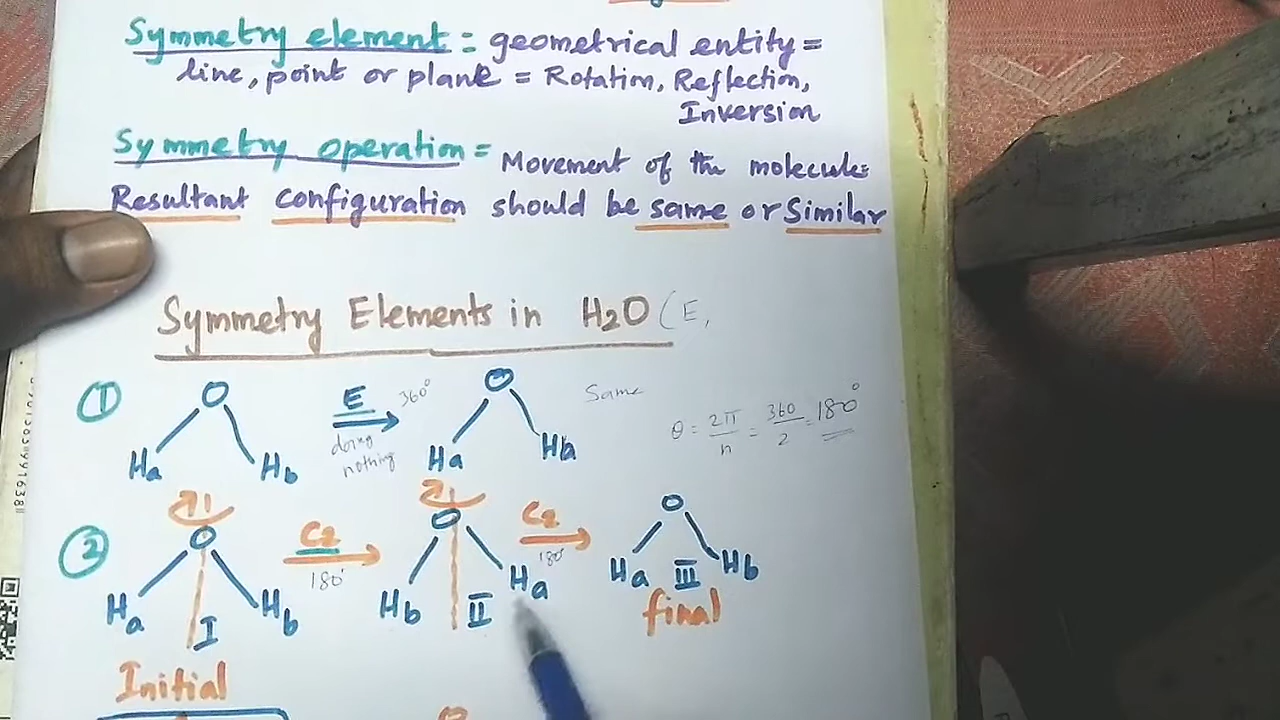 Symmetry element = geometrical entity =
line, point or plane = Rotation, Reflection,
Inversion
Symmetry operation = Movement of the molecule
Resultant configuration should be same or Similar
Symmetry Elements in H2O (E,
① O Ha Hb E 360° doing nothing O Ha Hb Same
θ = 2π/n = 360/2 = 180°
② O Ha Hb I C2 180° O Hb Ha II C2 180° O Ha Hb III
final
Initial